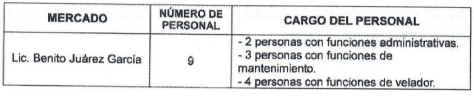 MERCADO
NÚMERO DE
PERSONAL
CARGO DEL PERSONAL
Lic. Benito Juárez García
9
- 2 personas con funciones administrativas.
- 3 personas con funciones de
mantenimiento.
- 4 personas con funciones de velador.